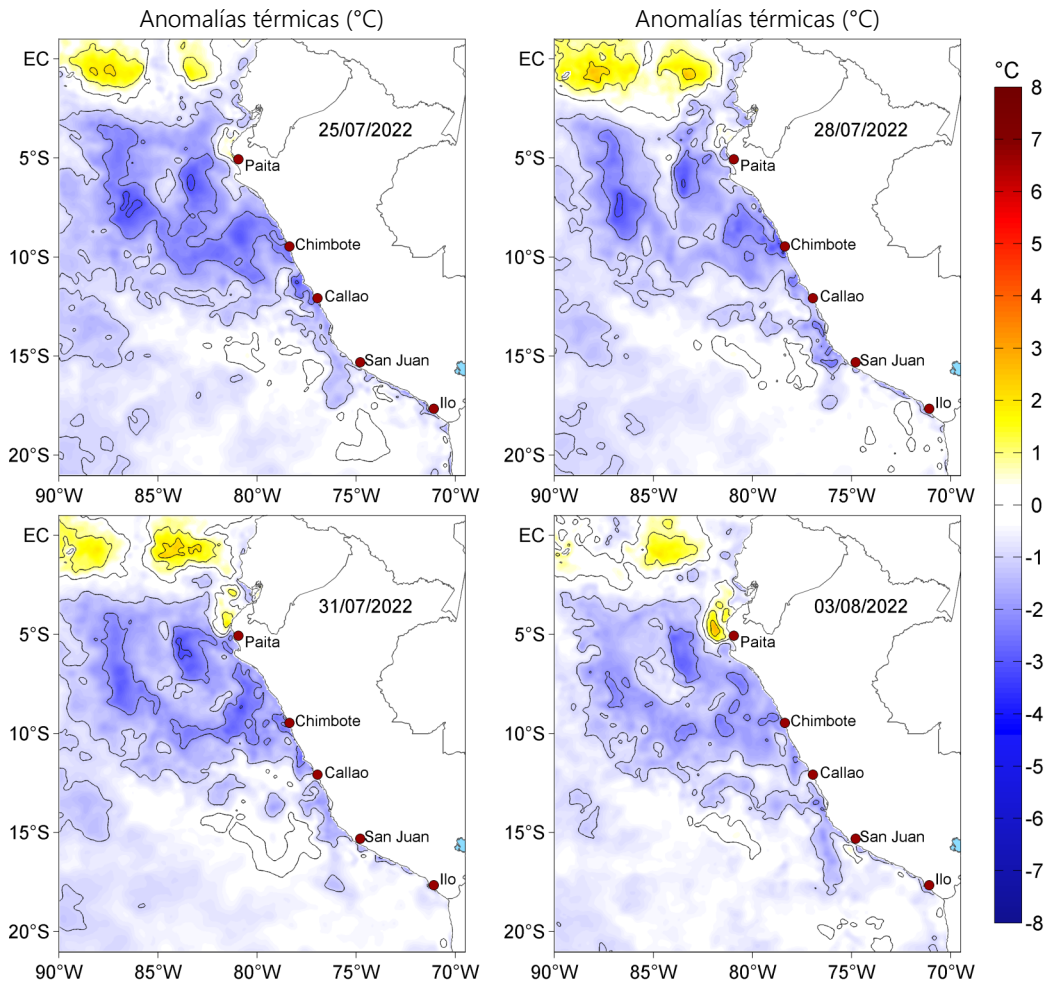 Anomalías térmicas (°C)
Anomalías térmicas (°C)
EC
5°S
10°S
15°S
20°S
25/07/2022
Paita
Chimbote
Callao
San Juan
Ilo
90°W
85°W
80°W
75°W
70°W
28/07/2022
EC
5°S
10°S
15°S
20°S
Paita
Chimbote
Callao
San Juan
Ilo
90°W
85°W
80°W
75°W
70°W
EC
5°S
10°S
15°S
20°S
31/07/2022
Paita
Chimbote
Callao
San Juan
Ilo
90°W
85°W
80°W
75°W
70°W
EC
5°S
10°S
15°S
20°S
03/08/2022
Paita
Chimbote
Callao
San Juan
Ilo
90°W
85°W
80°W
75°W
70°W
°C
8
7
6
5
4
3
2
1
0
-1
-2
-3
-4
-5
-6
-7
-8